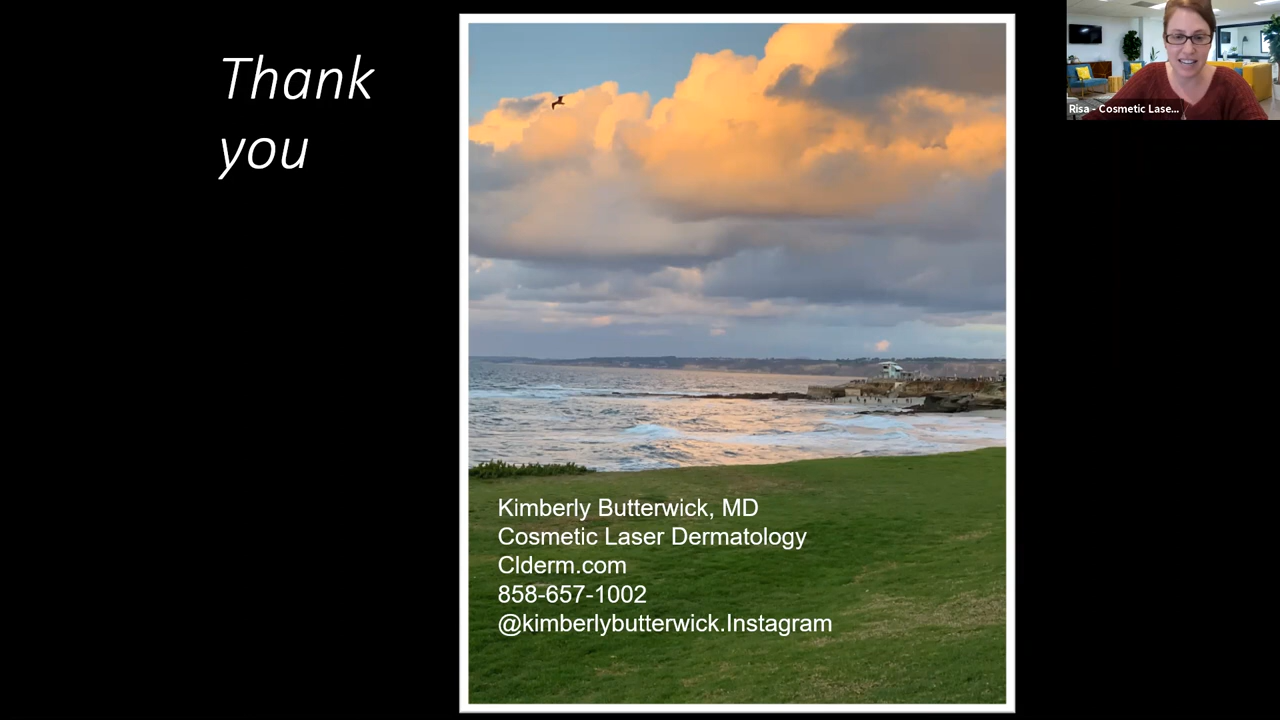 Thank
you
Risa - Cosmetic Lase...
Kimberly Butterwick, MD
Cosmetic Laser Dermatology
Clderm.com
858-657-1002
@kimberlybutterwick.Instagram